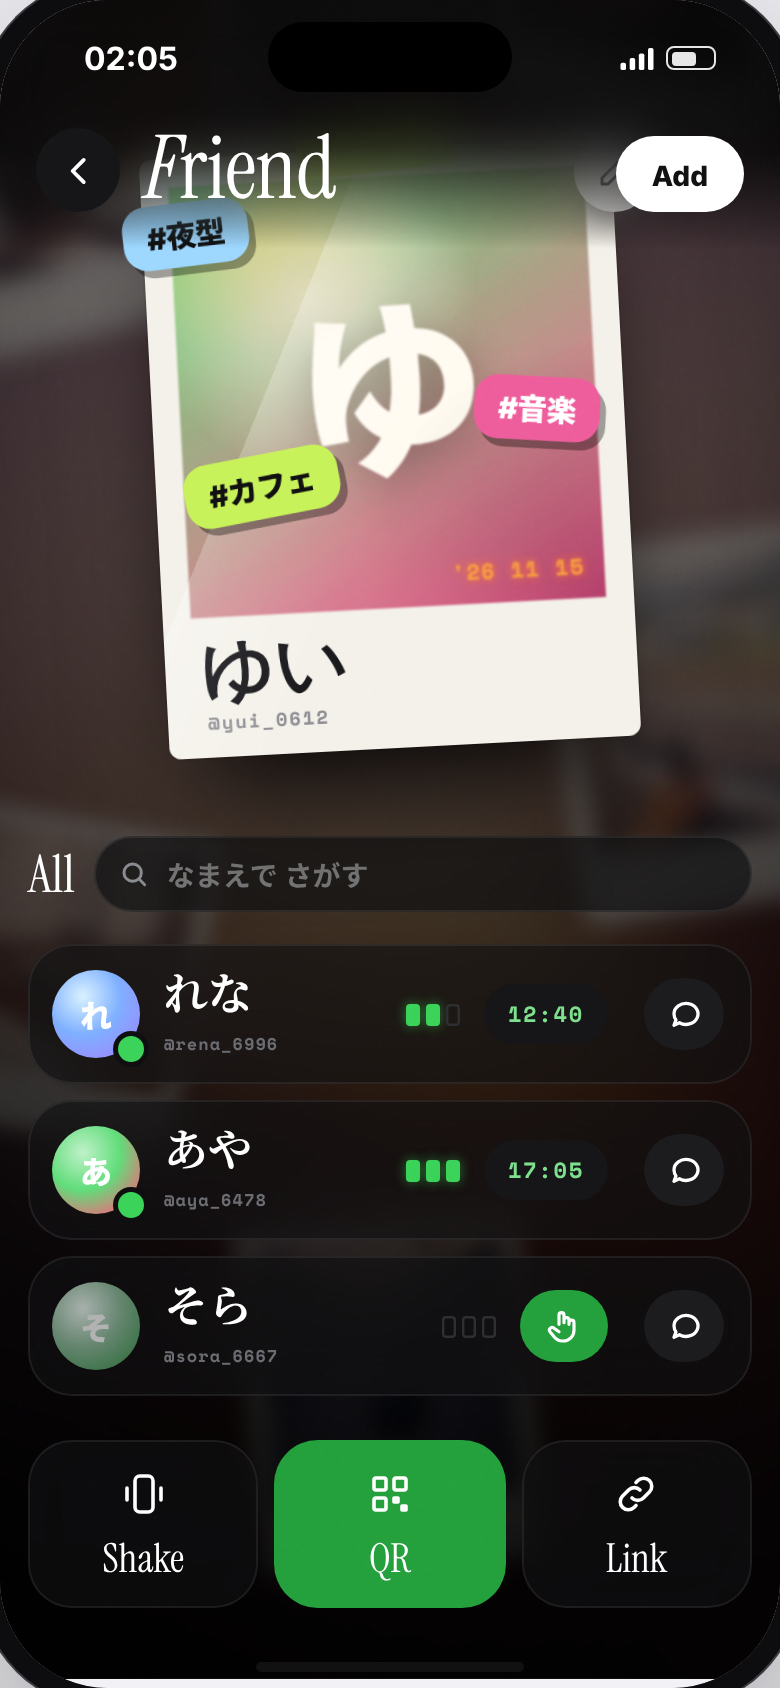 02:05
Friend
Add
#夜型
ゆ
#音楽
#カフェ
'26 11 15
ゆい
@yui_0612
All
なまえで さがす
れ
れな
@rena_6996
12:40
あ
あや
@aya_6478
17:05
そ
そら
@sora_6667
Shake
QR
Link